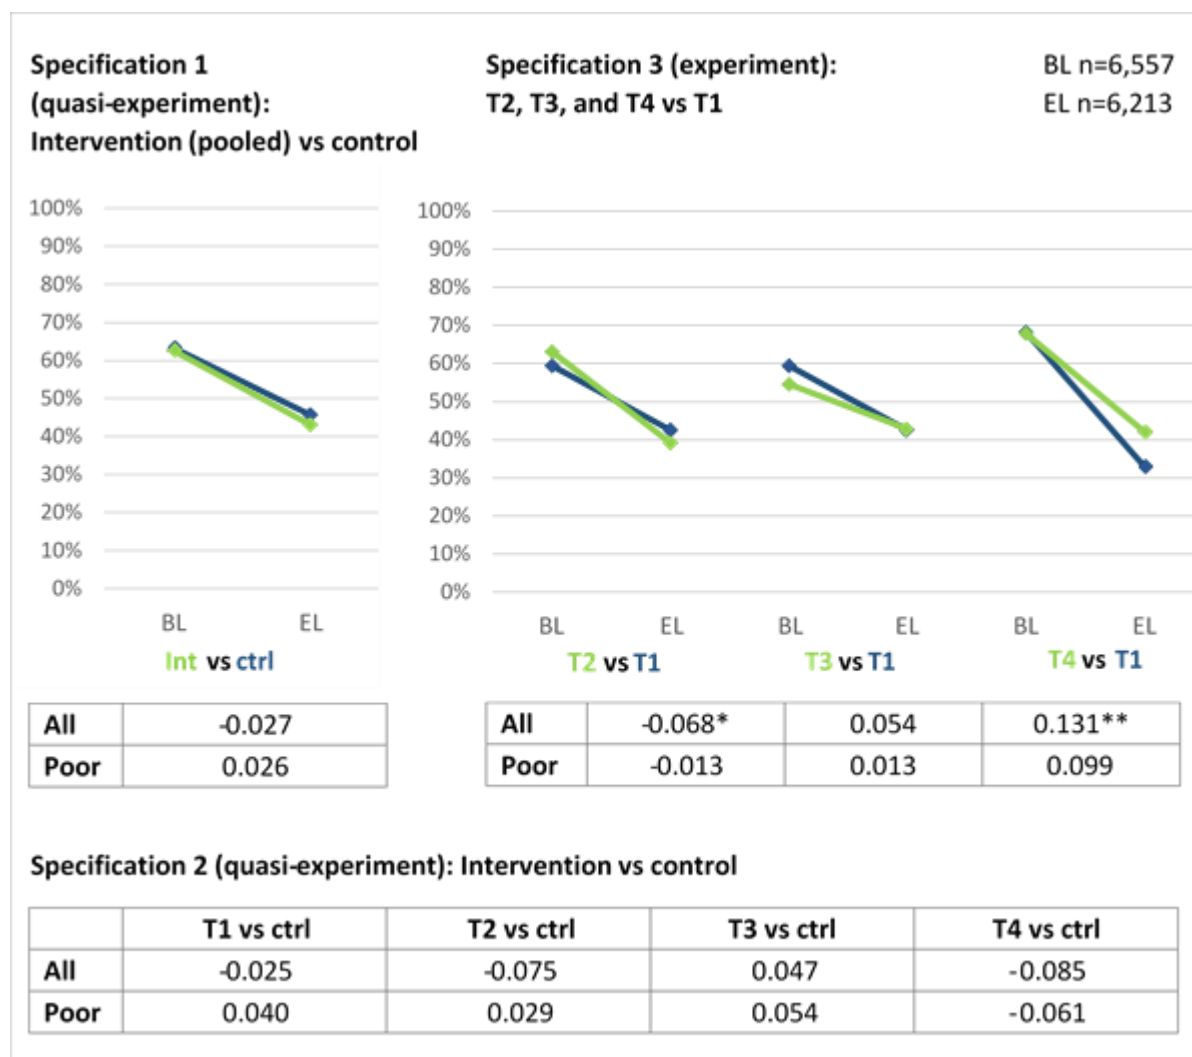 Specification 1
(quasi-experiment):
Intervention (pooled) vs control
Specification 3 (experiment):
T2, T3, and T4 vs T1
BL n=6,557
EL n=6,213
100%
90%
80%
70%
60%
50%
40%
30%
20%
10%
0%
BL EL
Int vs ctrl
100%
90%
80%
70%
60%
50%
40%
30%
20%
10%
0%
BL EL BL EL BL EL
T2 vs T1 T3 vs T1 T4 vs T1
All -0.027
Poor 0.026
All -0.068* 0.054 0.131**
Poor -0.013 0.013 0.099
Specification 2 (quasi-experiment): Intervention vs control
T1 vs ctrl T2 vs ctrl T3 vs ctrl T4 vs ctrl
All -0.025 -0.075 0.047 -0.085
Poor 0.040 0.029 0.054 -0.061